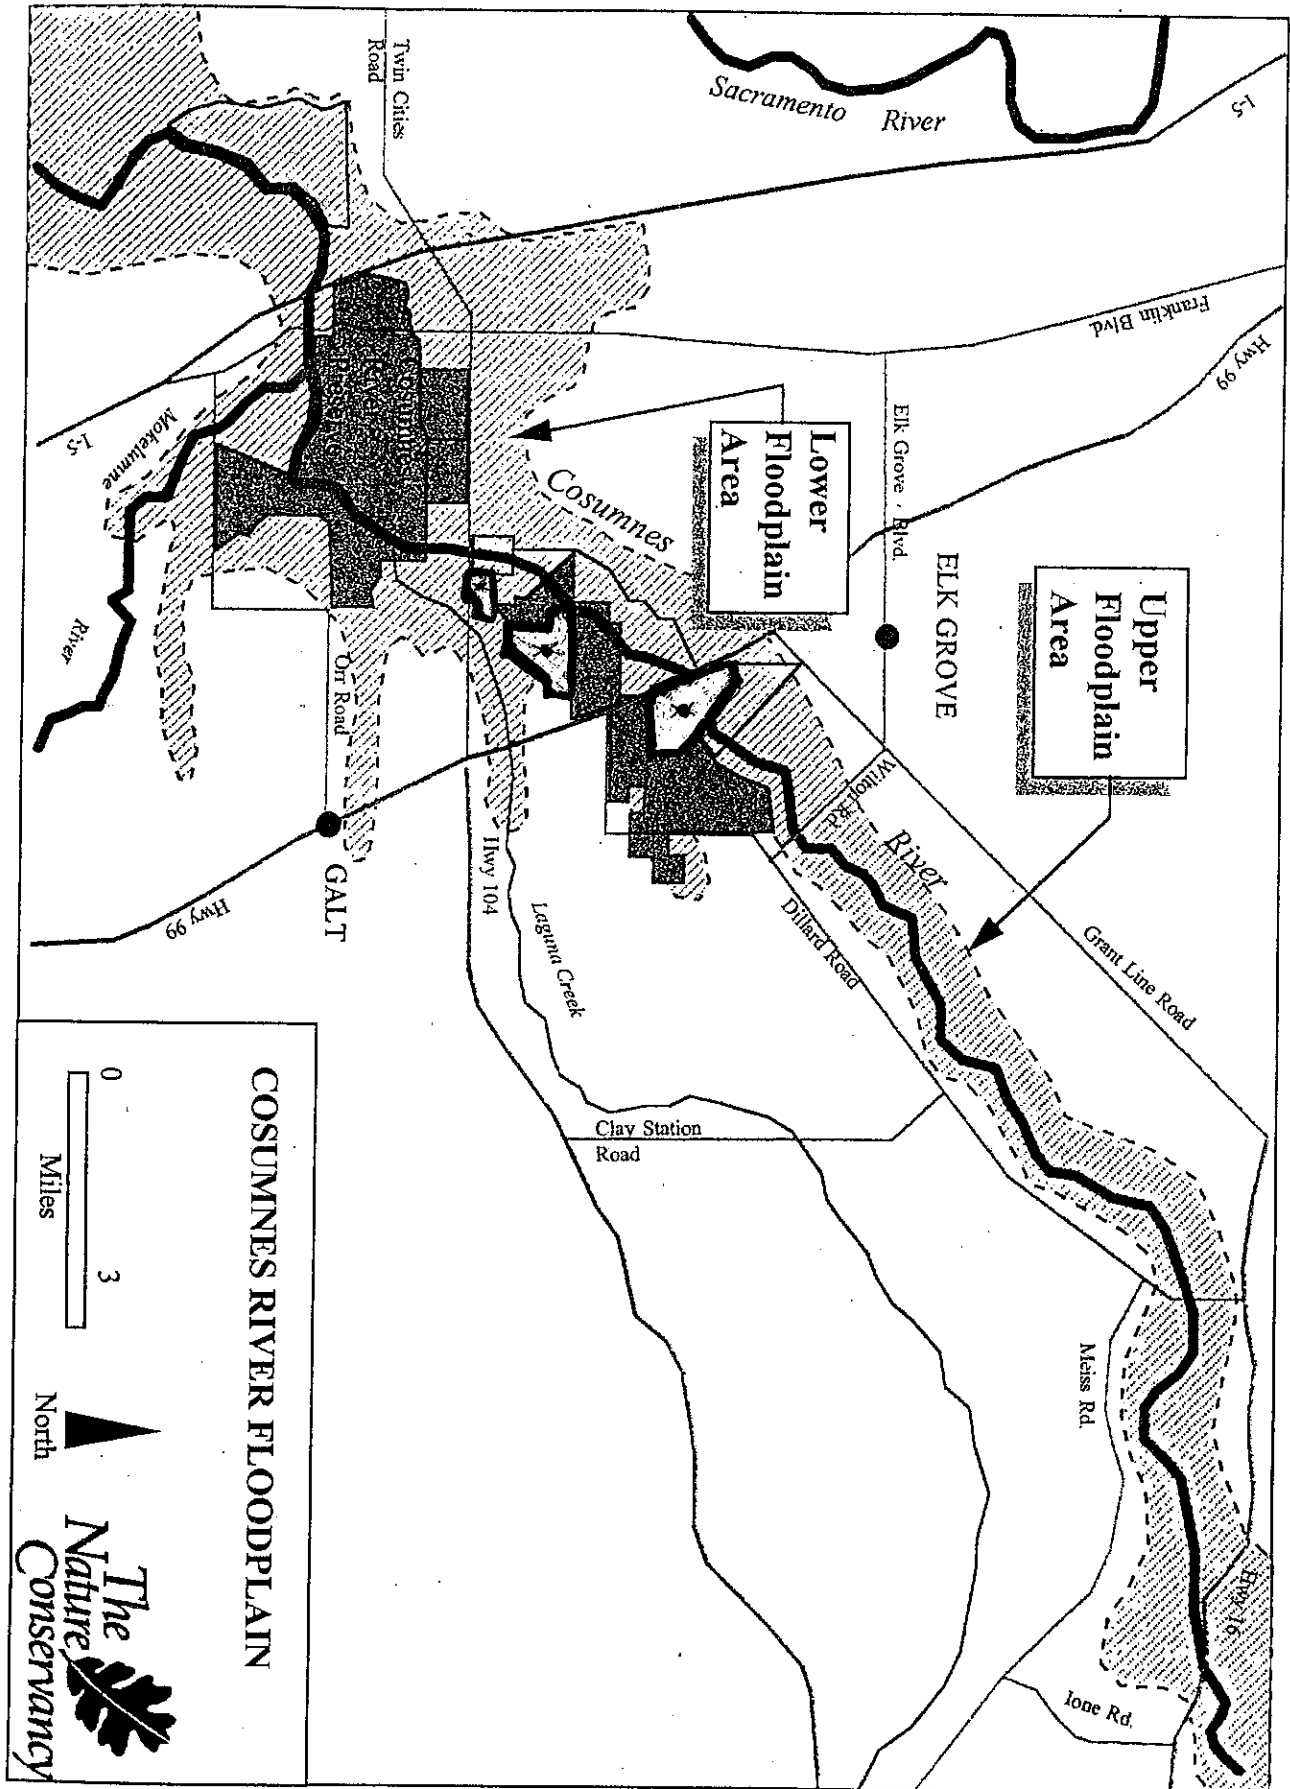 Sacramento River
I-5
Twin Cities
Road
Franklin Blvd.
Hwy 99
Elk Grove Blvd.
Lower
Floodplain
Area
Cosumnes
River
Preserve
Cosumnes
ELK GROVE
Upper
Floodplain
Area
I-5
Mokelumne
River
Orr Road
GALT
Hwy 99
Hwy 104
Laguna Creek
Wilton Rd.
River
Dillard Road
Grant Line Road
Clay Station
Road
Meiss Rd.
Hwy 16
Ione Rd.
COSUMNES RIVER FLOODPLAIN
0 3
Miles
North
The
Nature
Conservancy